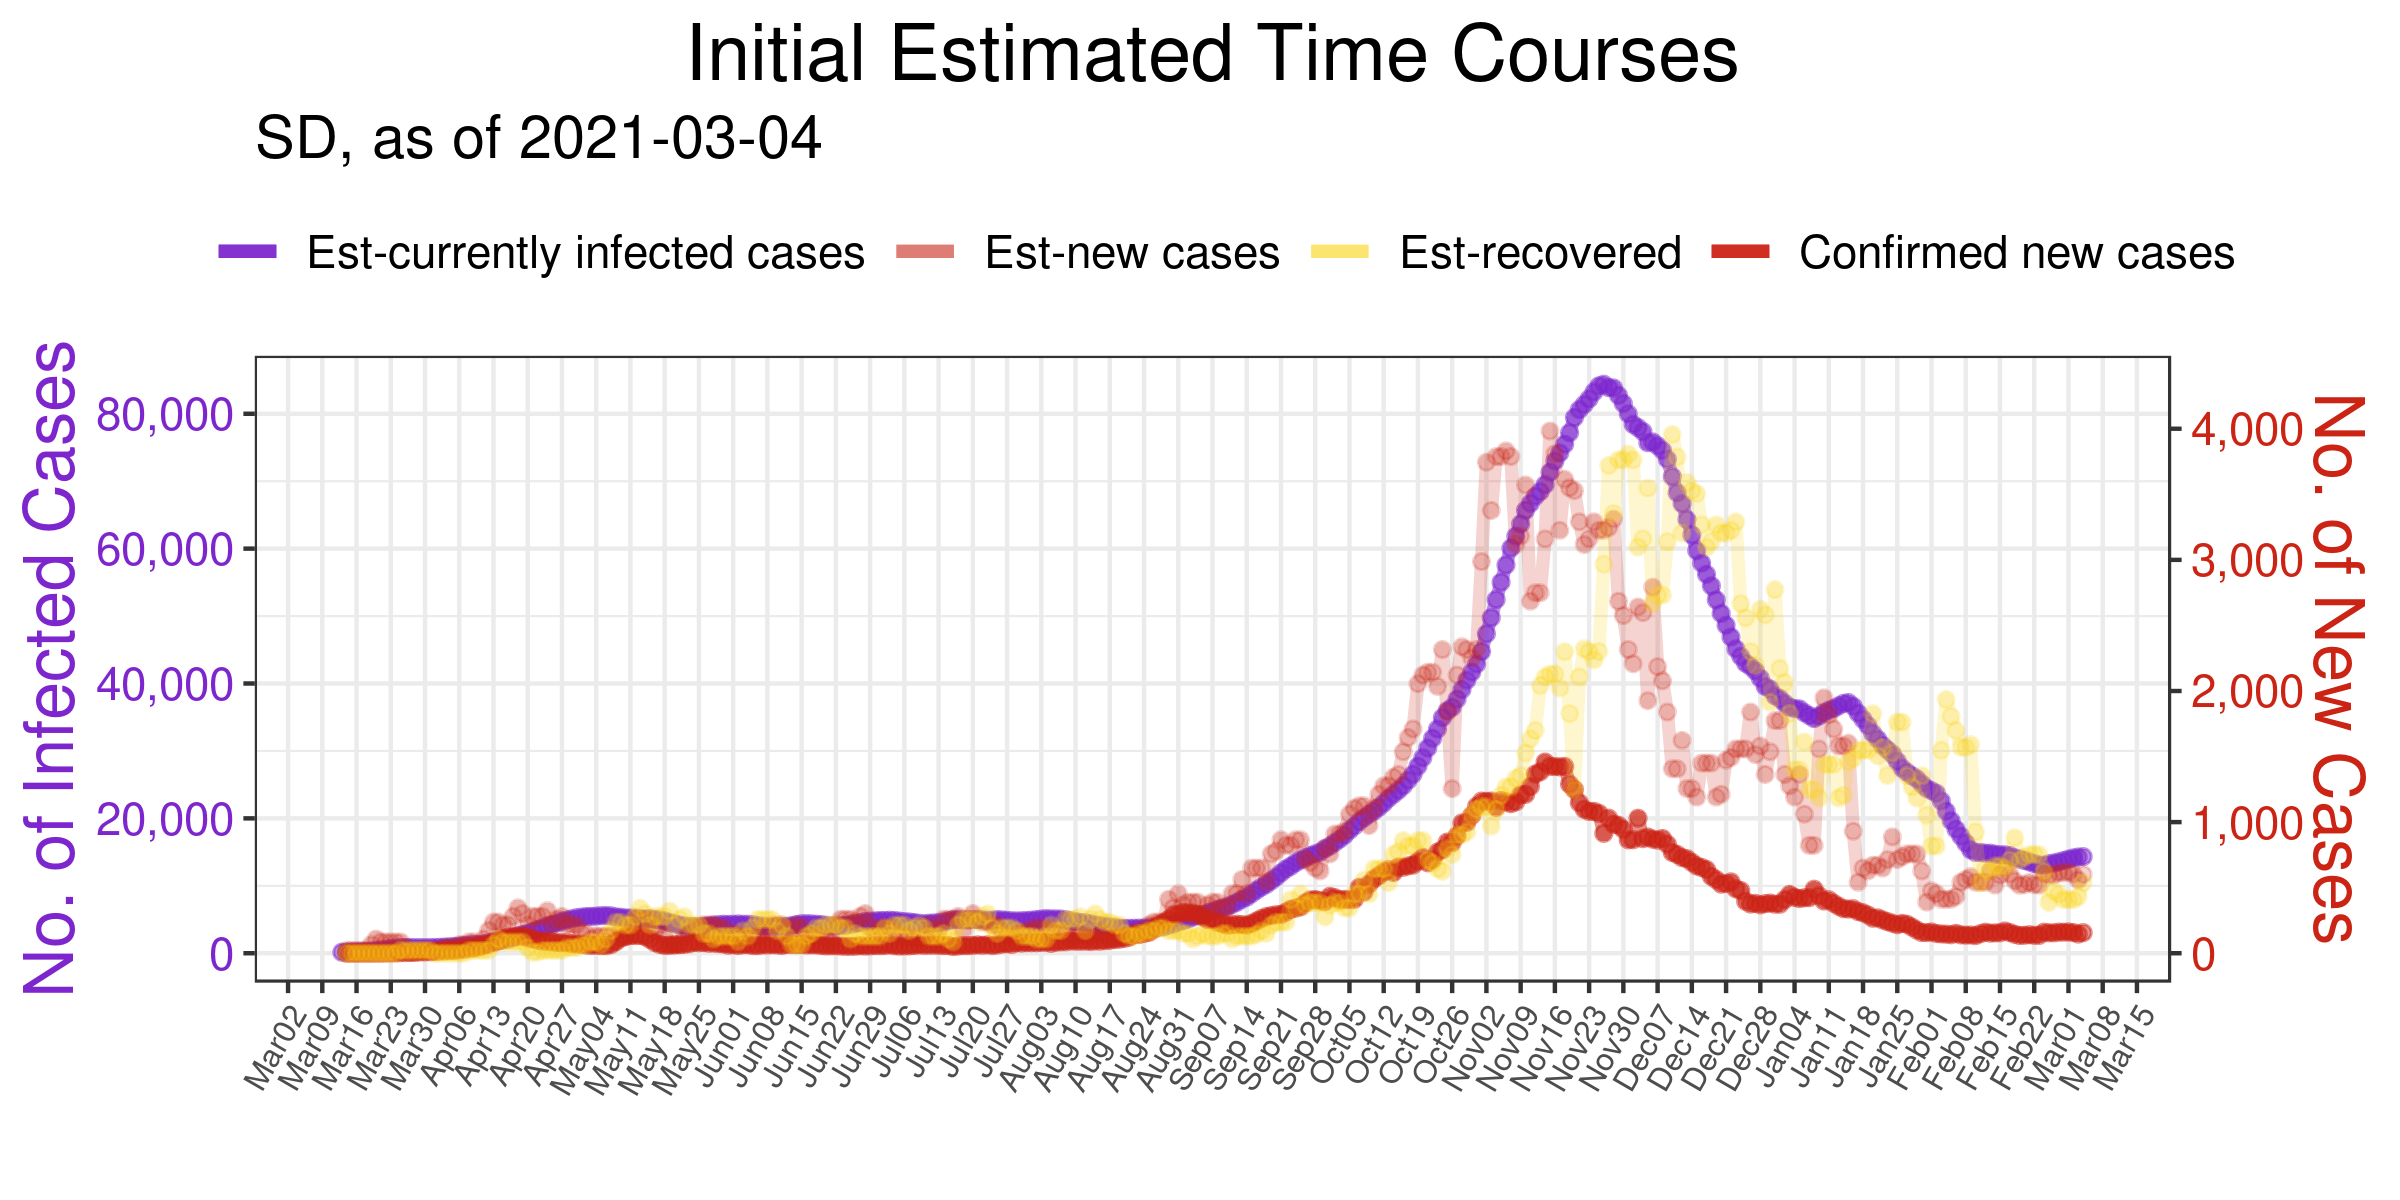 Initial Estimated Time Courses
SD, as of 2021-03-04
Est-currently infected cases Est-new cases Est-recovered Confirmed new cases
No. of Infected Cases
80,000
60,000
40,000
20,000
0
4,000
3,000
2,000
1,000
0
No. of New Cases
Mar02 Mar09 Mar16 Mar23 Mar30 Apr06 Apr13 Apr20 Apr27 May04 May11 May18 May25 Jun01 Jun08 Jun15 Jun22 Jun29 Jul06 Jul13 Jul20 Jul27 Aug03 Aug10 Aug17 Aug24 Aug31 Sep07 Sep14 Sep21 Sep28 Oct05 Oct12 Oct19 Oct26 Nov02 Nov09 Nov16 Nov23 Nov30 Dec07 Dec14 Dec21 Dec28 Jan04 Jan11 Jan18 Jan25 Feb01 Feb08 Feb15 Feb22 Mar01 Mar08 Mar15